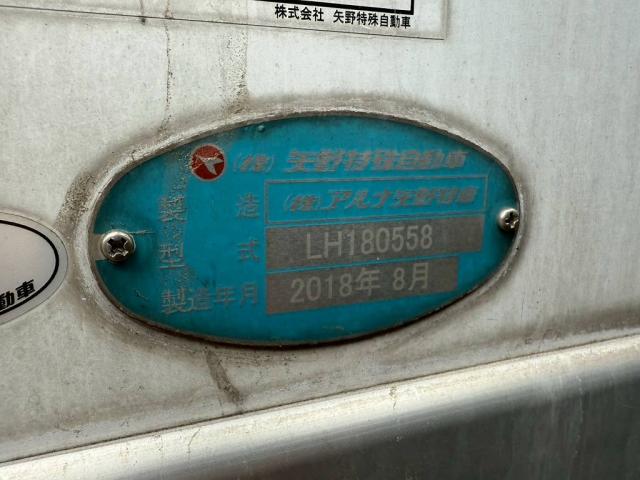 株式会社 矢野特殊自動車
(株) 矢野特殊自動車
製造 (株)アルナ矢野特車
型式 LH180558
製造年月 2018年 8月
動車